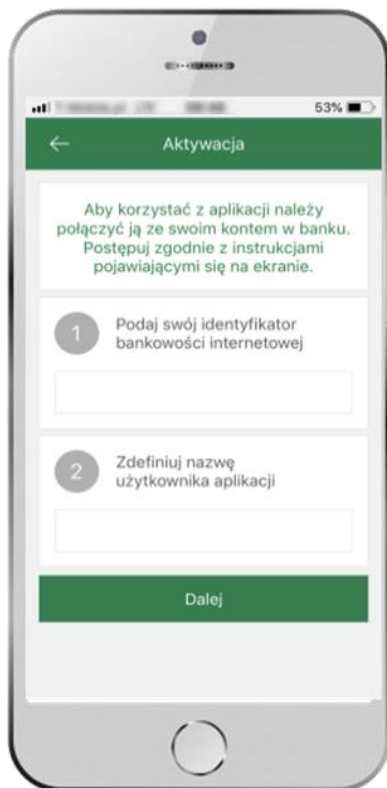 53%
Aktywacja
Aby korzystać z aplikacji należy
połączyć ją ze swoim kontem w banku.
Postępuj zgodnie z instrukcjami
pojawiającymi się na ekranie.
1
Podaj swój identyfikator
bankowości internetowej
2
Zdefiniuj nazwę
użytkownika aplikacji
Dalej